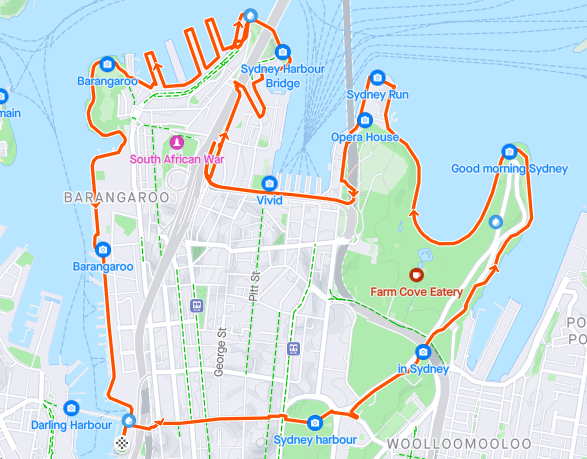 Barangaroo
Sydney Harbour
Bridge
Sydney Run
main
Opera House
South African War
Good morning Sydney
BARANGAROO
Vivid
Barangaroo
Pitt St
Farm Cove Eatery
George St
in Sydney
PO
PO
Darling Harbour
Sydney harbour
WOOLLOOMOOLOO